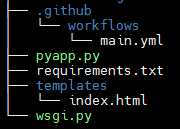 ├── .github
│   └── workflows
│       └── main.yml
├── pyapp.py
├── requirements.txt
├── templates
│   └── index.html
└── wsgi.py